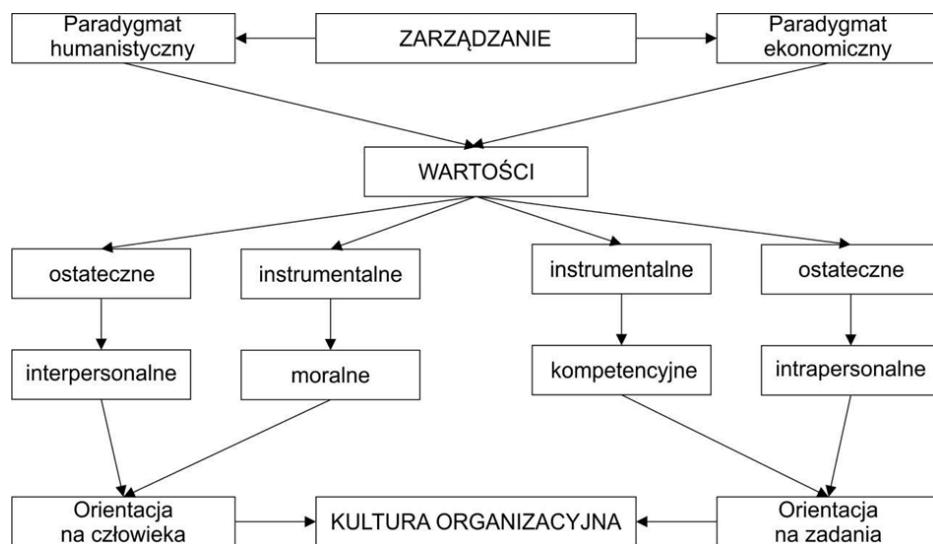 Paradygmat
humanistyczny
ZARZĄDZANIE
Paradygmat
ekonomiczny
WARTOŚCI
ostateczne
instrumentalne
instrumentalne
ostateczne
interpersonalne
moralne
kompetencyjne
intrapersonalne
Orientacja
na człowieka
KULTURA ORGANIZACYJNA
Orientacja
na zadania